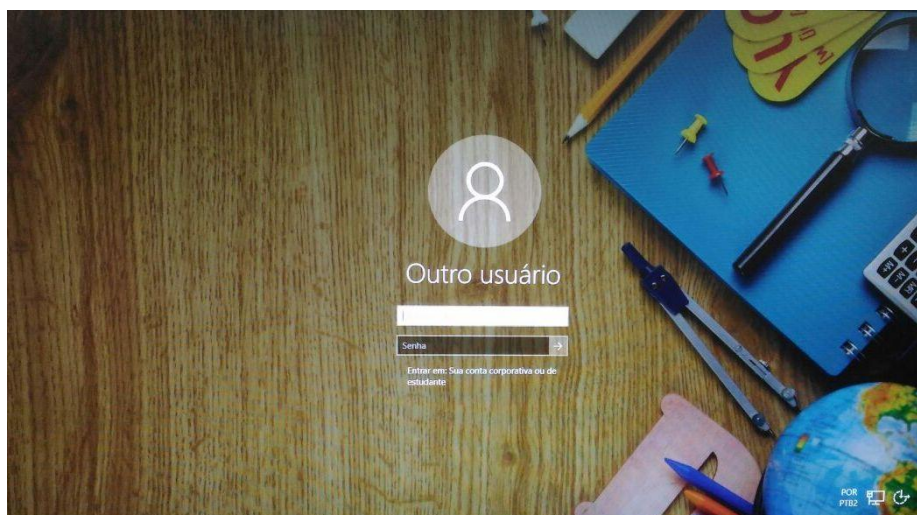 Outro usuário
Senha
Entrar em: Sua conta corporativa ou de
estudante
POR
PTB2